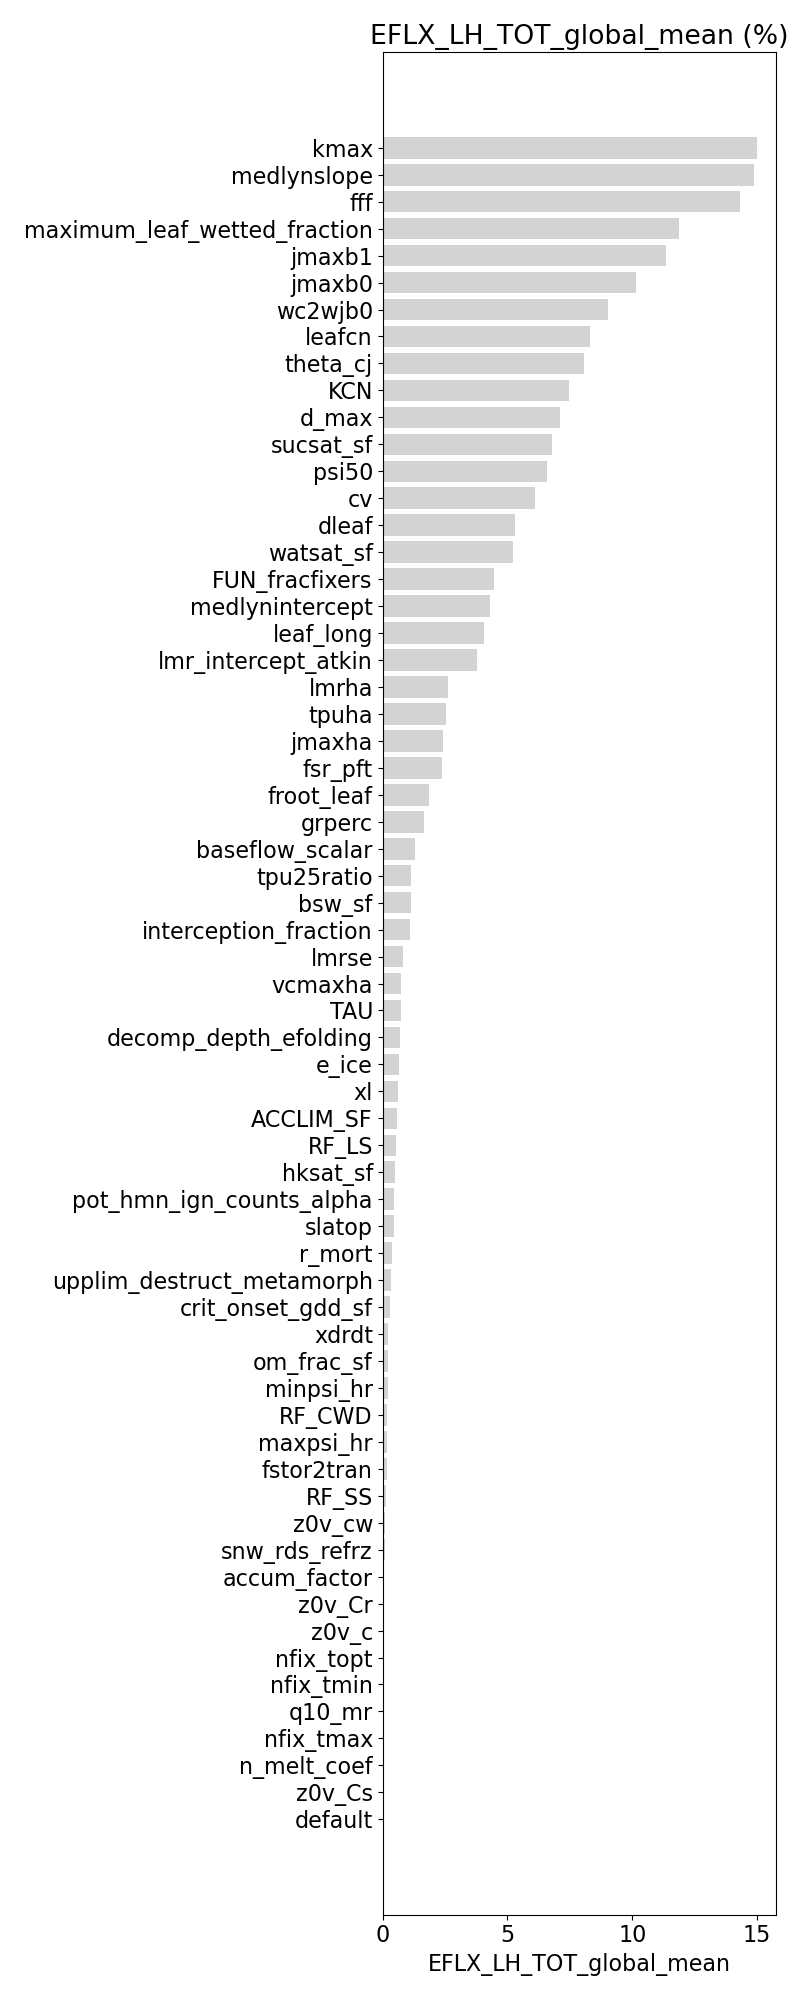 EFLX_LH_TOT_global_mean (%)
kmax
medlynslope
fff
maximum_leaf_wetted_fraction
jmaxb1
jmaxb0
wc2wjb0
leafcn
theta_cj
KCN
d_max
sucsat_sf
psi50
cv
dleaf
watsat_sf
FUN_fracfixers
medlynintercept
leaf_long
lmr_intercept_atkin
lmrha
tpuha
jmaxha
fsr_pft
froot_leaf
grperc
baseflow_scalar
tpu25ratio
bsw_sf
interception_fraction
lmrse
vcmaxha
TAU
decomp_depth_efolding
e_ice
xl
ACCLIM_SF
RF_LS
hksat_sf
pot_hmn_ign_counts_alpha
slatop
r_mort
upplim_destruct_metamorph
crit_onset_gdd_sf
xdrdt
om_frac_sf
minpsi_hr
RF_CWD
maxpsi_hr
fstor2tran
RF_SS
z0v_cw
snw_rds_refrz
accum_factor
z0v_Cr
z0v_c
nfix_topt
nfix_tmin
q10_mr
nfix_tmax
n_melt_coef
z0v_Cs
default
0 5 10 15
EFLX_LH_TOT_global_mean